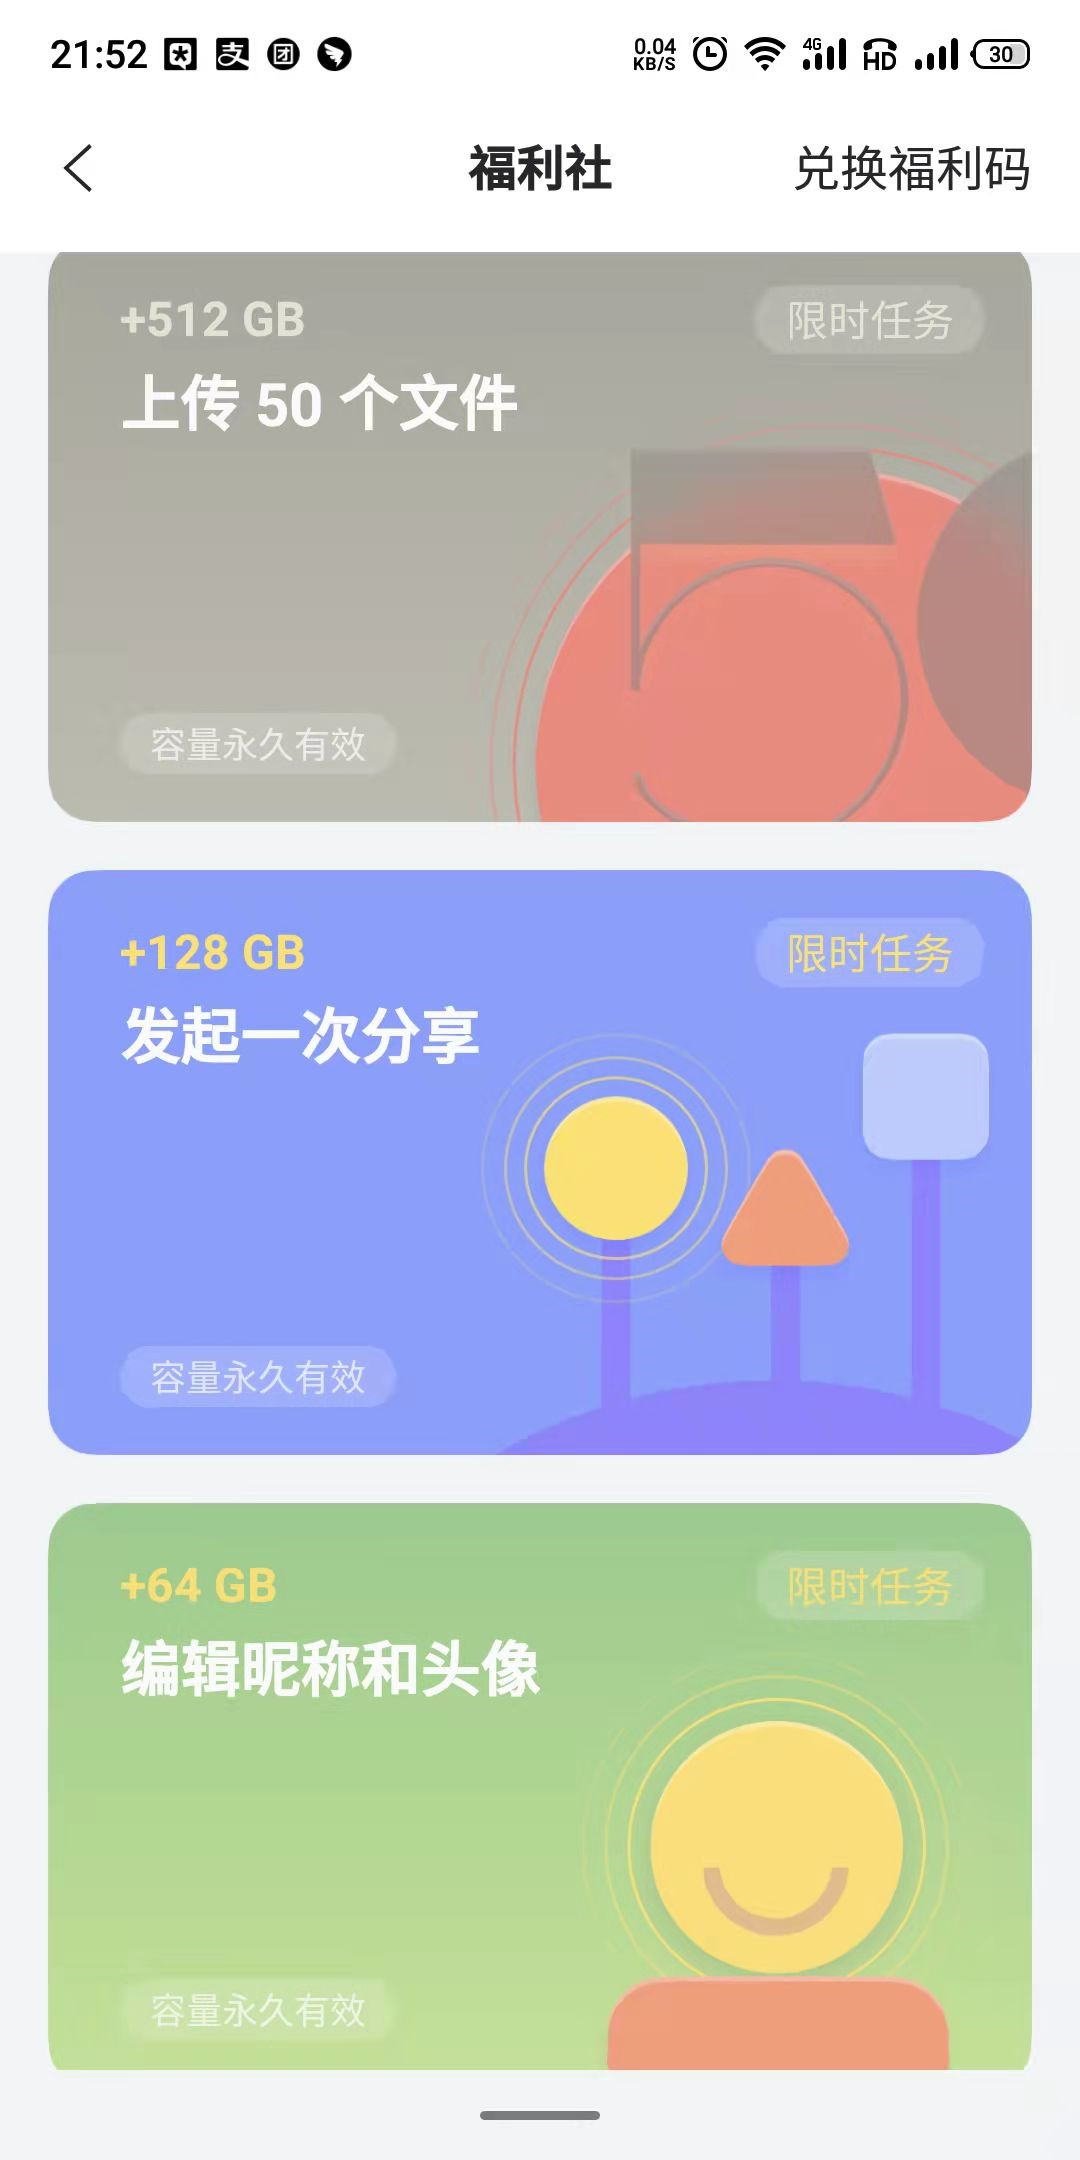 21:52
支
团
0.04
KB/S
4G
HD
30
福利社
兑换福利码
+512 GB
限时任务
上传 50 个文件
容量永久有效
+128 GB
限时任务
发起一次分享
容量永久有效
+64 GB
限时任务
编辑昵称和头像
容量永久有效